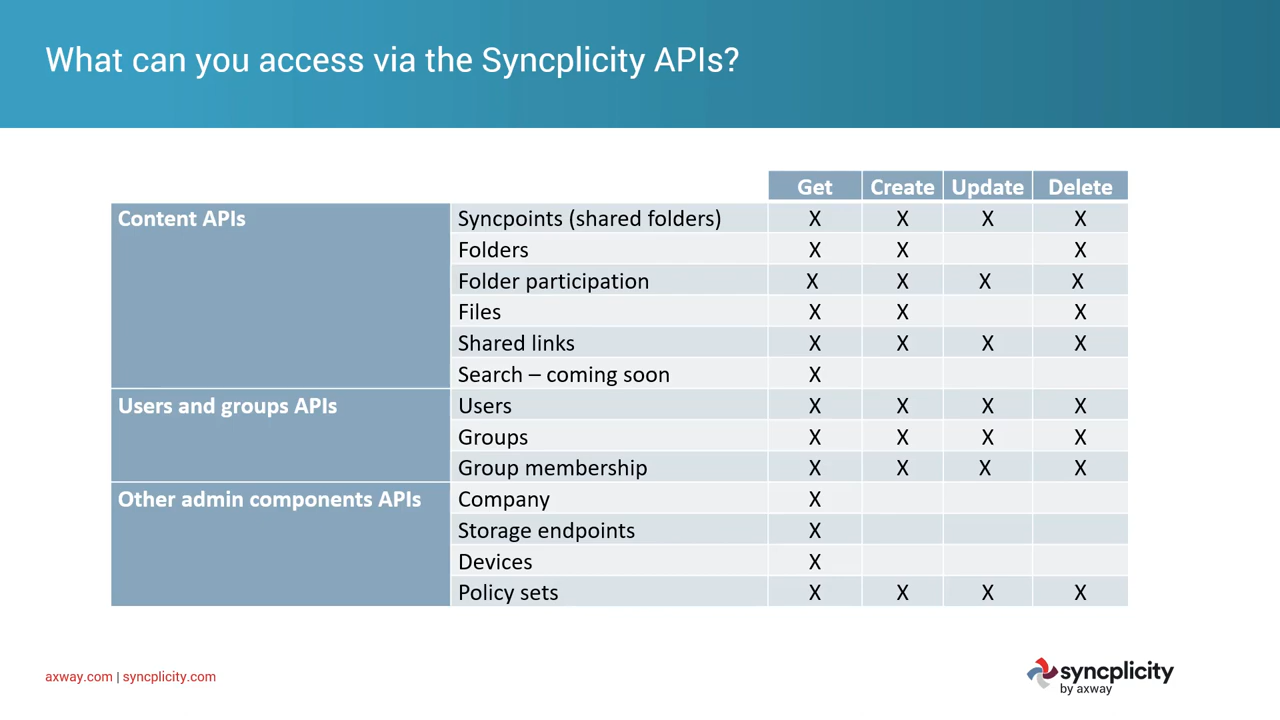 What can you access via the Syncplicity APIs?
Get Create Update Delete
Content APIs Syncpoints (shared folders) X X X X
Folders X X X
Folder participation X X X X
Files X X X
Shared links X X X X
Search – coming soon X
Users and groups APIs Users X X X X
Groups X X X X
Group membership X X X X
Other admin components APIs Company X
Storage endpoints X
Devices X
Policy sets X X X X
axway.com | syncplicity.com
syncplicity
by axway